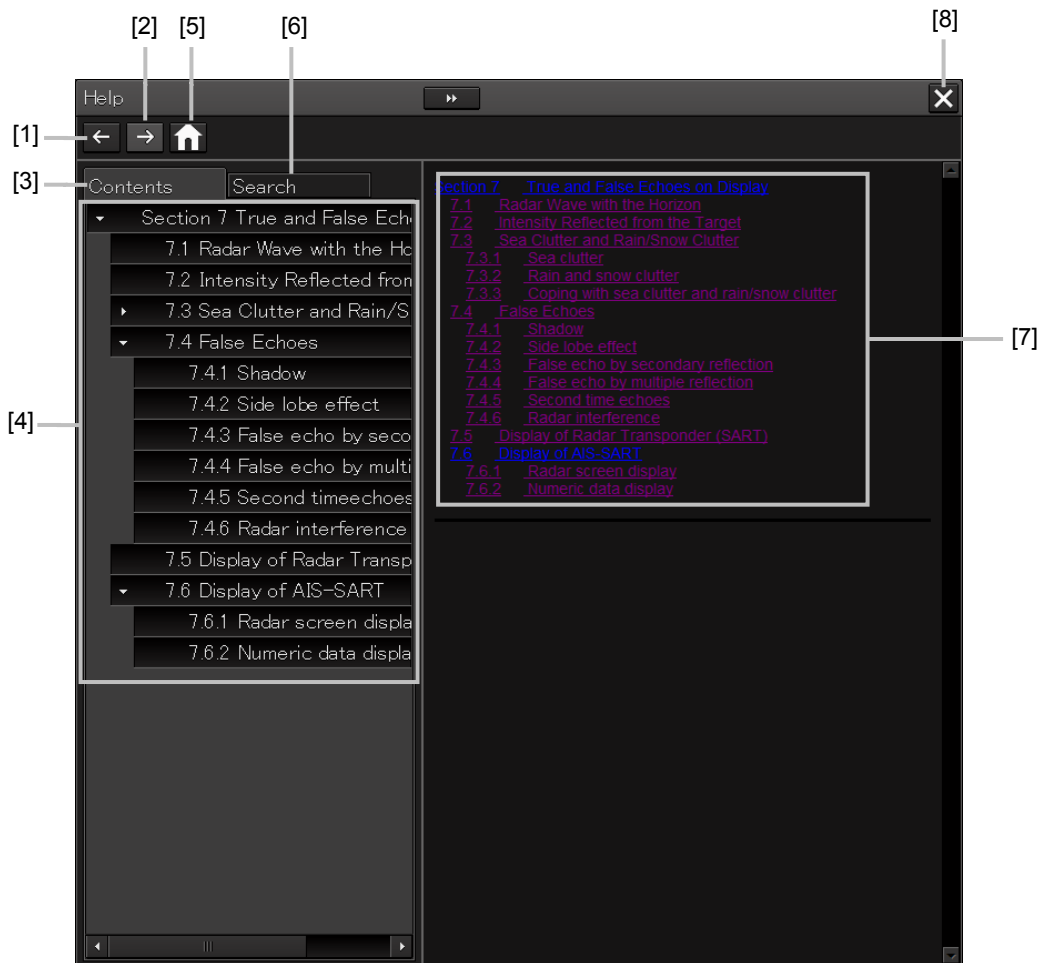 [2] [5] [6] [8]
Help
[1]
[3]
Contents Search
Section 7 True and False Ech
7.1 Radar Wave with the Ho
7.2 Intensity Reflected from
7.3 Sea Clutter and Rain/S
7.4 False Echoes
7.4.1 Shadow
7.4.2 Side lobe effect
7.4.3 False echo by seco
7.4.4 False echo by multi
7.4.5 Second timeechoes
7.4.6 Radar interference
7.5 Display of Radar Transp
7.6 Display of AIS-SART
7.6.1 Radar screen displa
7.6.2 Numeric data displa
[4]
Section 7 True and False Echoes on Display
7.1 Radar Wave with the Horizon
7.2 Intensity Reflected from the Target
7.3 Sea Clutter and Rain/Snow Clutter
7.3.1 Sea clutter
7.3.2 Rain and snow clutter
7.3.3 Coping with sea clutter and rain/snow clutter
7.4 False Echoes
7.4.1 Shadow
7.4.2 Side lobe effect
7.4.3 False echo by secondary reflection
7.4.4 False echo by multiple reflection
7.4.5 Second time echoes
7.4.6 Radar interference
7.5 Display of Radar Transponder (SART)
7.6 Display of AIS-SART
7.6.1 Radar screen display
7.6.2 Numeric data display
[7]